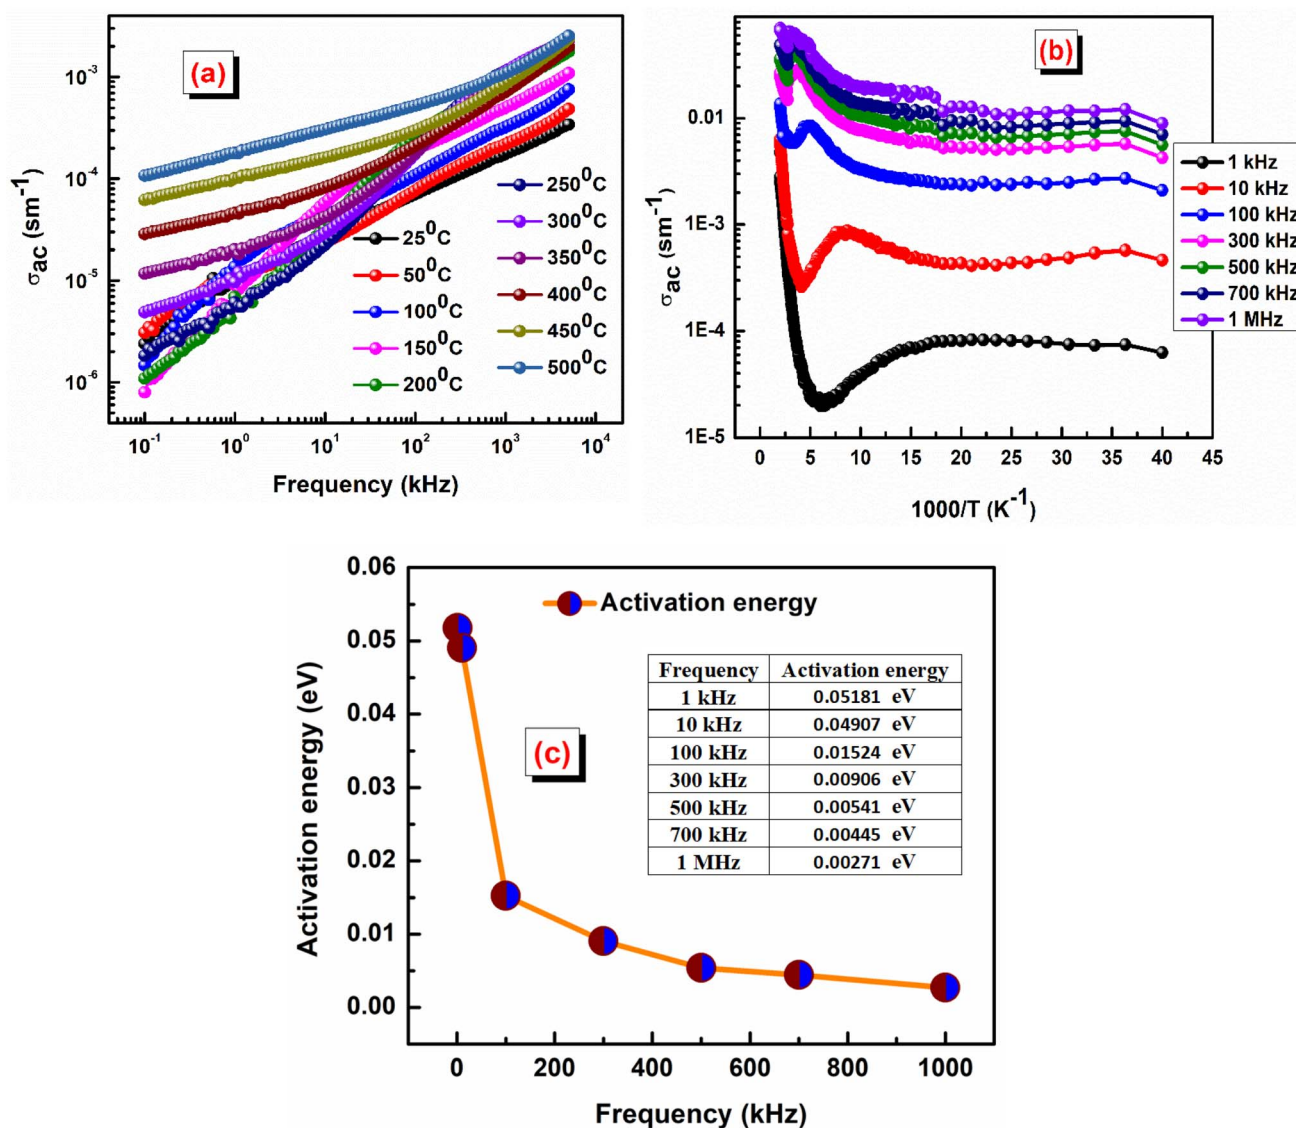 (a)
σac (sm-1)
10-3
10-4
10-5
10-6
25⁰C
50⁰C
100⁰C
150⁰C
200⁰C
250⁰C
300⁰C
350⁰C
400⁰C
450⁰C
500⁰C
10-1 10⁰ 10¹ 10² 10³ 10⁴
Frequency (kHz)
(b)
σac (sm-1)
0.01
1E-3
1E-4
1E-5
1 kHz
10 kHz
100 kHz
300 kHz
500 kHz
700 kHz
1 MHz
0 5 10 15 20 25 30 35 40 45
1000/T (K-1)
(c)
Activation energy (eV)
0.06
0.05
0.04
0.03
0.02
0.01
0.00
Activation energy
Frequency Activation energy
1 kHz 0.05181 eV
10 kHz 0.04907 eV
100 kHz 0.01524 eV
300 kHz 0.00906 eV
500 kHz 0.00541 eV
700 kHz 0.00445 eV
1 MHz 0.00271 eV
0 200 400 600 800 1000
Frequency (kHz)